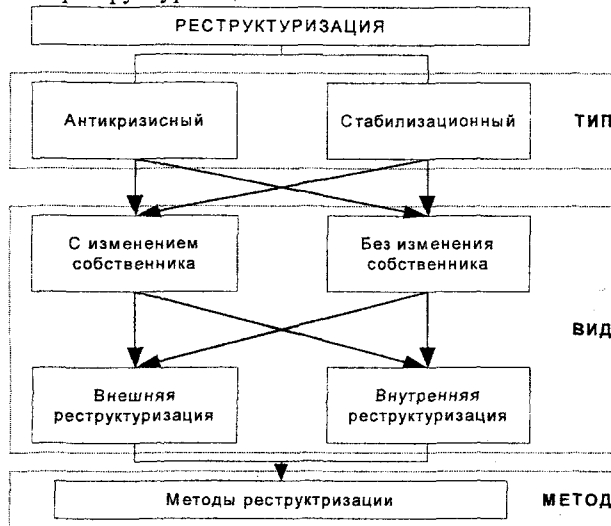 РЕСТРУКТУРИЗАЦИЯ
Антикризисный
Стабилизационный
ТИП
С изменением
собственника
Без изменения
собственника
ВИД
Внешняя
реструктуризация
Внутренняя
реструктуризация
Методы реструктризации
МЕТОД